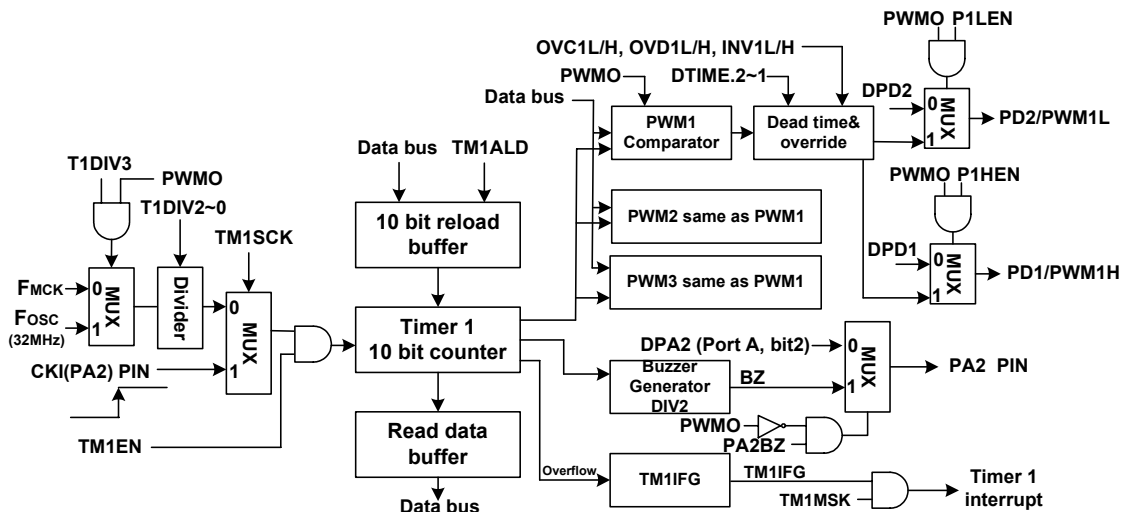 PWMO P1LEN
OVC1L/H, OVD1L/H, INV1L/H
PWMO
DTIME.2~1
DPD2
Data bus
0
MUX
1
PD2/PWM1L
PWM1
Comparator
Dead time&
override
Data bus
TM1ALD
T1DIV3
PWMO
PWMO P1HEN
T1DIV2~0
10 bit reload
buffer
PWM2 same as PWM1
TM1SCK
DPD1
0
MUX
1
PD1/PWM1H
PWM3 same as PWM1
FMCK
0
MUX
Divider
0
MUX
FOSC
1
(32MHz)
Timer 1
10 bit counter
CKI(PA2) PIN
1
DPA2 (Port A, bit2)
0
MUX
1
PA2 PIN
Buzzer
Generator
DIV2
BZ
PWMO
PA2BZ
TM1EN
Read data
buffer
Overflow
TM1IFG
TM1IFG
TM1MSK
Timer 1
interrupt
Data bus